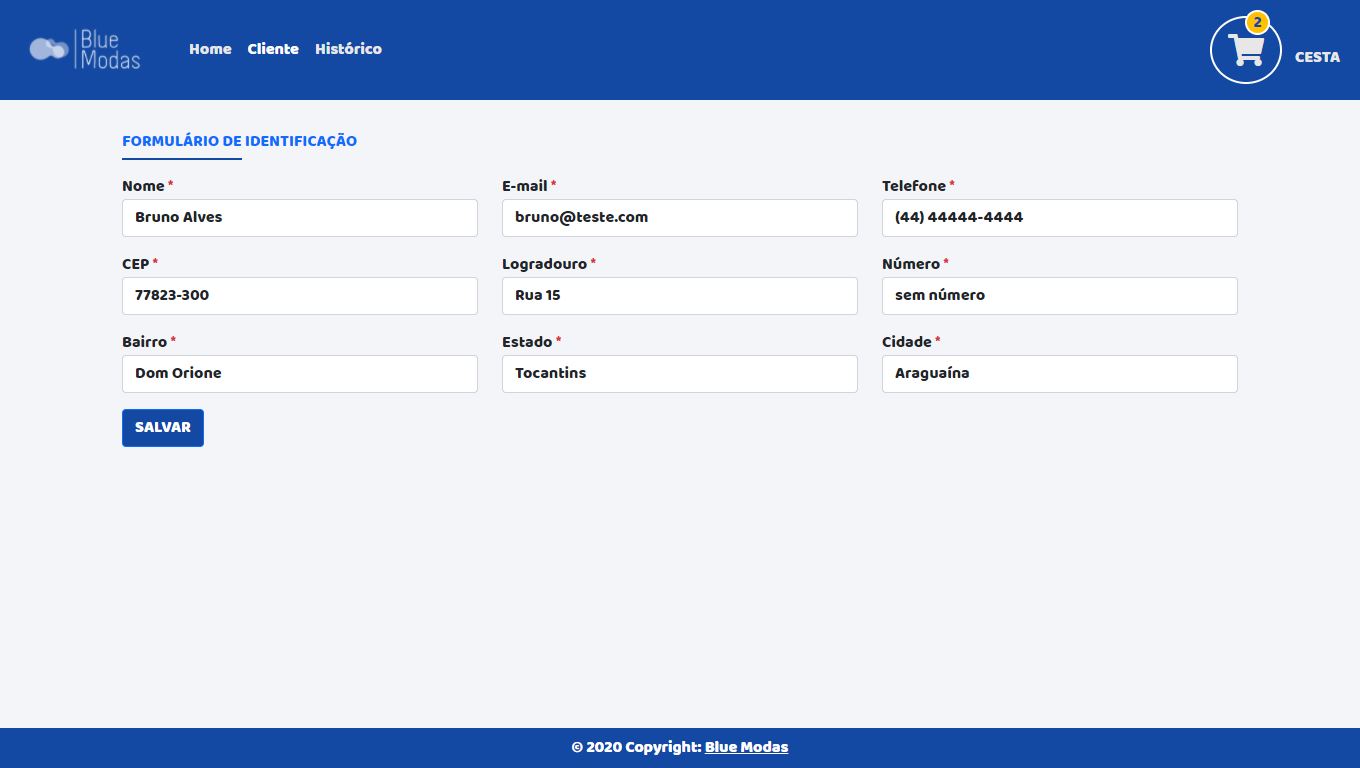 Blue
Modas
Home Cliente Histórico
2
CESTA
FORMULÁRIO DE IDENTIFICAÇÃO
Nome * E-mail * Telefone *
Bruno Alves bruno@teste.com (44) 44444-4444
CEP * Logradouro * Número *
77823-300 Rua 15 sem número
Bairro * Estado * Cidade *
Dom Orione Tocantins Araguaína
SALVAR
© 2020 Copyright: Blue Modas